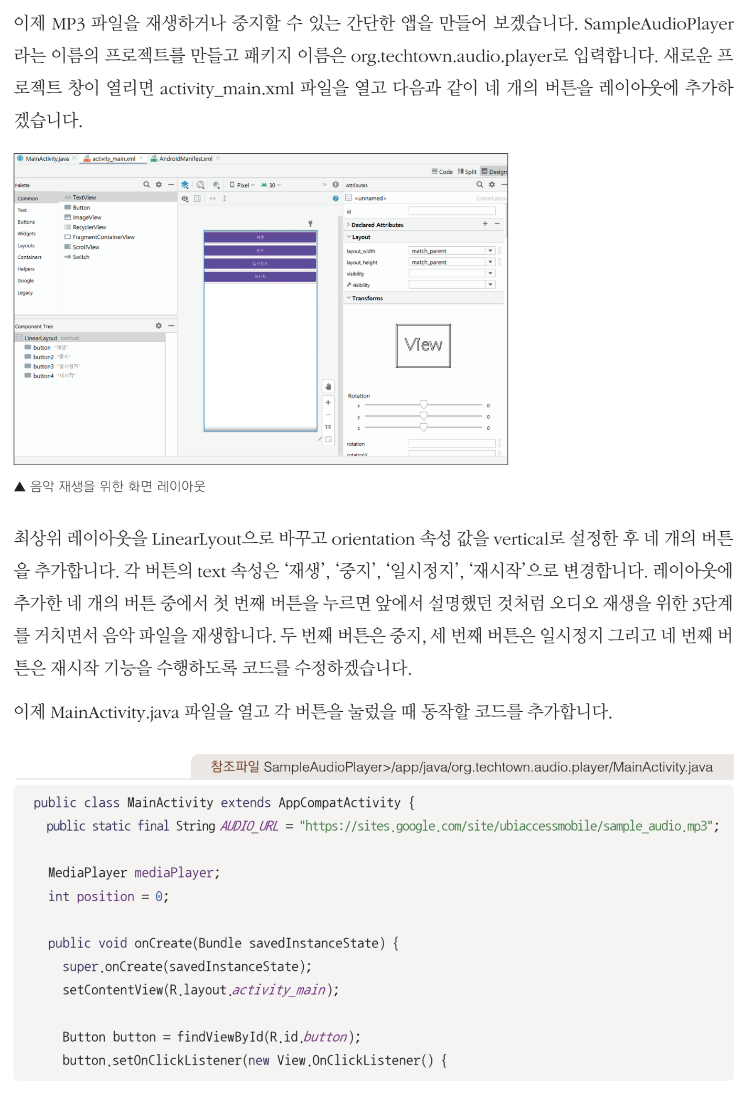 이제 MP3 파일을 재생하거나 중지할 수 있는 간단한 앱을 만들어 보겠습니다. SampleAudioPlayer
라는 이름의 프로젝트를 만들고 패키지 이름은 org.techtown.audio.player로 입력합니다. 새로운 프
로젝트 창이 열리면 activity_main.xml 파일을 열고 다음과 같이 네 개의 버튼을 레이아웃에 추가하
겠습니다.
MainActivity.java activity_main.xml AndroidManifest.xml
Code Split Design
Palette
Pixel 30
Attributes
Common
Text
Buttons
Widgets
Layouts
Containers
Helpers
Google
Legacy
Ab TextView
Button
ImageView
RecyclerView
FragmentContainerView
ScrollView
Switch
<unnamed> LinearLayout
id
Declared Attributes
Layout
layout_width match_parent
layout_height match_parent
visibility
visibility
Transforms
View
Rotation
x 0
y 0
z 0
rotation
rotationX
Component Tree
LinearLayout (vertical)
button "재생"
button2 "중지"
button3 "일시정지"
button4 "재시작"
재생
중지
일시정지
재시작
1:1
▲ 음악 재생을 위한 화면 레이아웃
최상위 레이아웃을 LinearLyout으로 바꾸고 orientation 속성 값을 vertical로 설정한 후 네 개의 버튼
을 추가합니다. 각 버튼의 text 속성은 ‘재생’, ‘중지’, ‘일시정지’, ‘재시작’으로 변경합니다. 레이아웃에
추가한 네 개의 버튼 중에서 첫 번째 버튼을 누르면 앞에서 설명했던 것처럼 오디오 재생을 위한 3단계
를 거치면서 음악 파일을 재생합니다. 두 번째 버튼은 중지, 세 번째 버튼은 일시정지 그리고 네 번째 버
튼은 재시작 기능을 수행하도록 코드를 수정하겠습니다.
이제 MainActivity.java 파일을 열고 각 버튼을 눌렀을 때 동작할 코드를 추가합니다.
참조파일 SampleAudioPlayer>/app/java/org.techtown.audio.player/MainActivity.java
public class MainActivity extends AppCompatActivity {
public static final String AUDIO_URL = "https://sites.google.com/site/ubiaccessmobile/sample_audio.mp3";
MediaPlayer mediaPlayer;
int position = 0;
public void onCreate(Bundle savedInstanceState) {
super.onCreate(savedInstanceState);
setContentView(R.layout.activity_main);
Button button = findViewById(R.id.button);
button.setOnClickListener(new View.OnClickListener() {